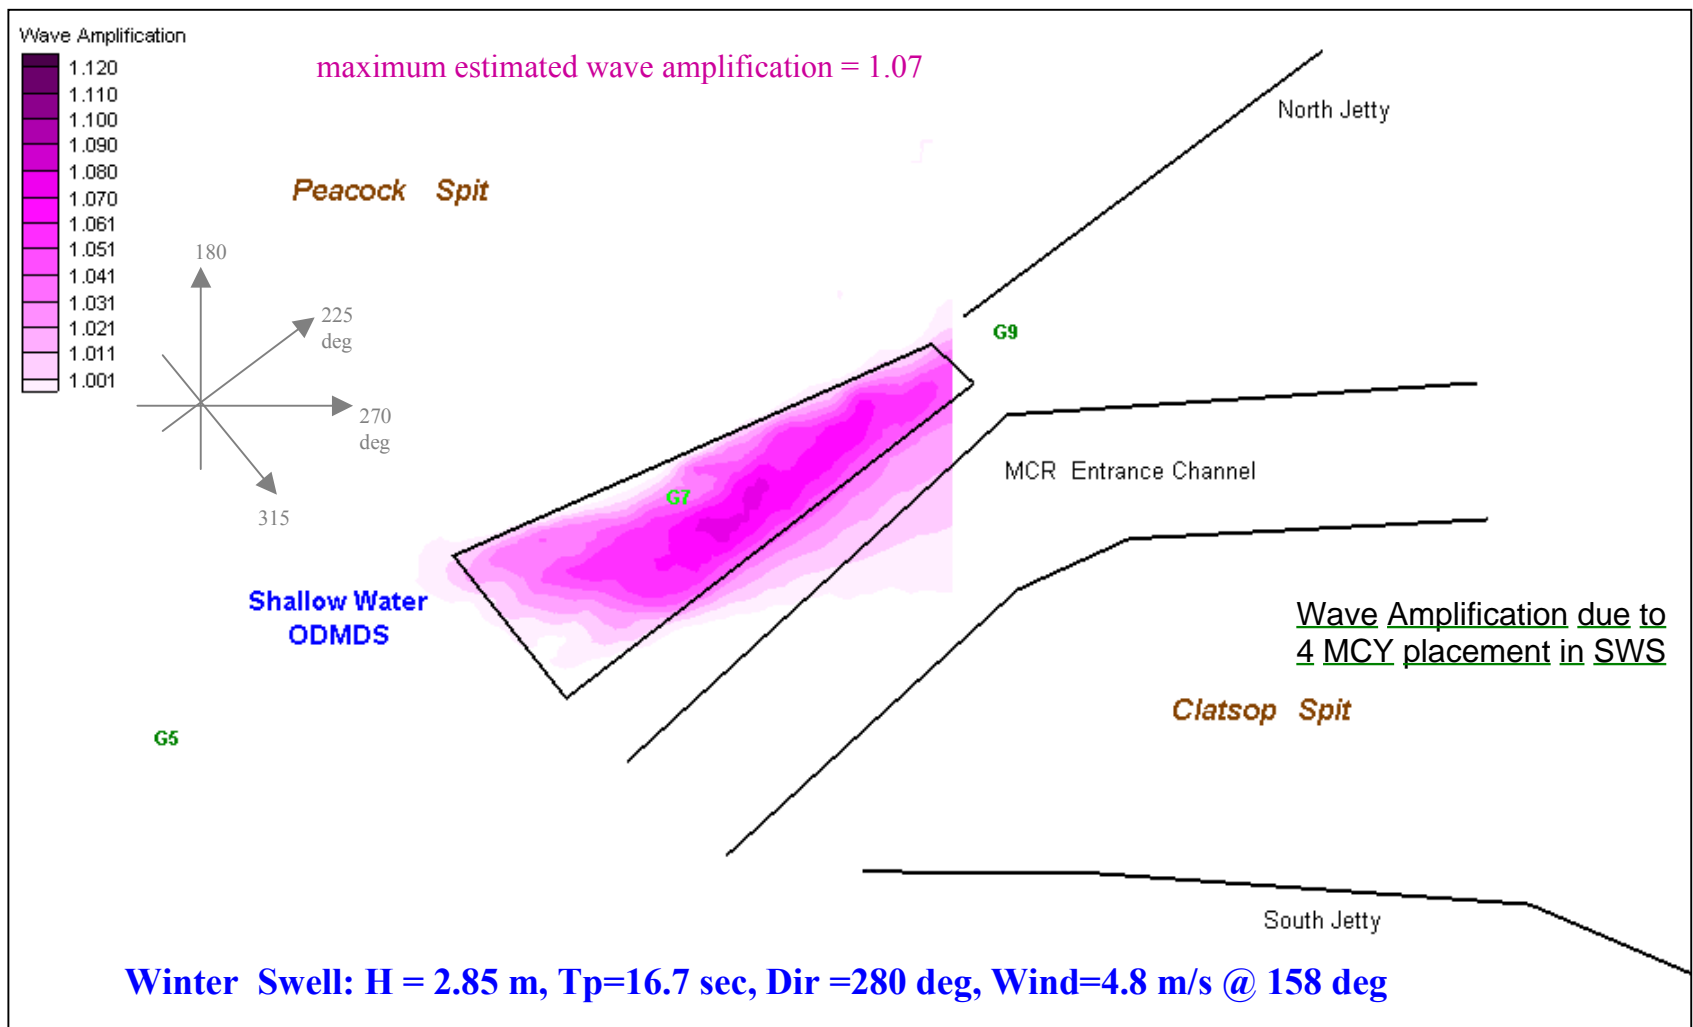 Wave Amplification
maximum estimated wave amplification = 1.07
1.120
1.110
1.100
1.090
1.080
1.070
1.061
1.051
1.041
1.031
1.021
1.011
1.001
North Jetty
Peacock Spit
180
225
deg
270
deg
315
G9
G7
MCR Entrance Channel
Shallow Water
ODMDS
Wave Amplification due to
4 MCY placement in SWS
Clatsop Spit
G5
South Jetty
Winter Swell: H = 2.85 m, Tp=16.7 sec, Dir =280 deg, Wind=4.8 m/s @ 158 deg